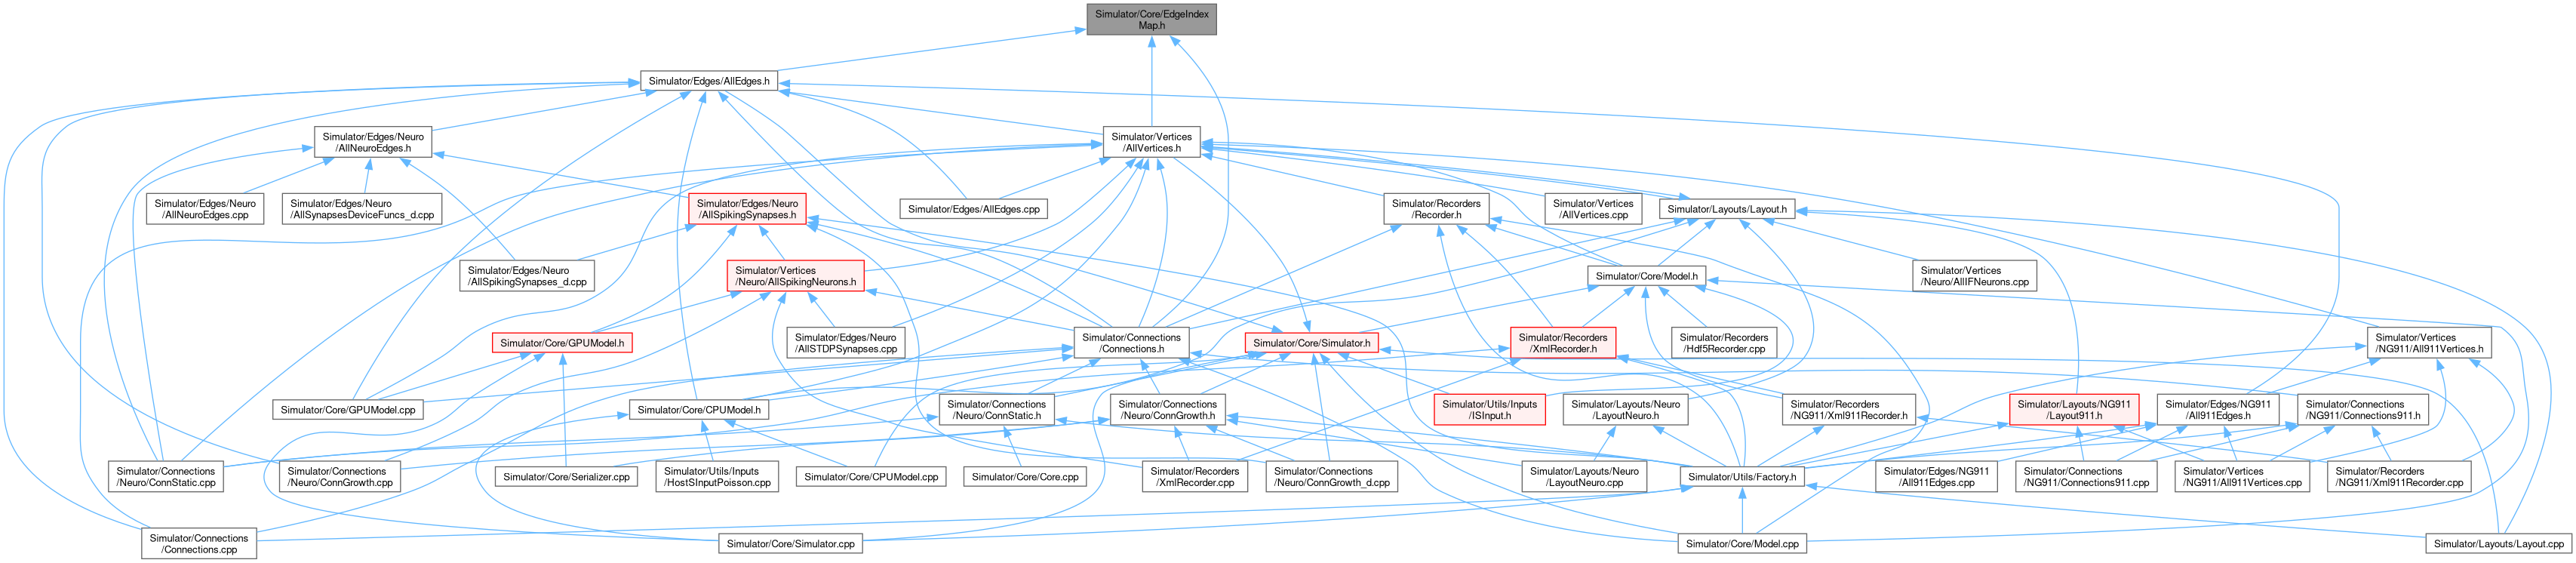 Simulator/Core/EdgeIndex
Map.h
Simulator/Edges/AllEdges.h
Simulator/Edges/Neuro
/AllNeuroEdges.h
Simulator/Vertices
/AllVertices.h
Simulator/Edges/Neuro
/AllNeuroEdges.cpp
Simulator/Edges/Neuro
/AllSynapsesDeviceFuncs_d.cpp
Simulator/Edges/Neuro
/AllSpikingSynapses.h
Simulator/Edges/AllEdges.cpp
Simulator/Recorders
/Recorder.h
Simulator/Vertices
/AllVertices.cpp
Simulator/Layouts/Layout.h
Simulator/Edges/Neuro
/AllSpikingSynapses_d.cpp
Simulator/Vertices
/Neuro/AllSpikingNeurons.h
Simulator/Core/Model.h
Simulator/Vertices
/Neuro/AllIFNeurons.cpp
Simulator/Core/GPUModel.h
Simulator/Edges/Neuro
/AllSTDPSynapses.cpp
Simulator/Connections
/Connections.h
Simulator/Core/Simulator.h
Simulator/Recorders
/XmlRecorder.h
Simulator/Recorders
/Hdf5Recorder.cpp
Simulator/Vertices
/NG911/All911Vertices.h
Simulator/Core/GPUModel.cpp
Simulator/Core/CPUModel.h
Simulator/Connections
/Neuro/ConnStatic.h
Simulator/Connections
/Neuro/ConnGrowth.h
Simulator/Utils/Inputs
/ISInput.h
Simulator/Layouts/Neuro
/LayoutNeuro.h
Simulator/Recorders
/NG911/Xml911Recorder.h
Simulator/Layouts/NG911
/Layout911.h
Simulator/Edges/NG911
/All911Edges.h
Simulator/Connections
/NG911/Connections911.h
Simulator/Connections
/Neuro/ConnStatic.cpp
Simulator/Connections
/Neuro/ConnGrowth.cpp
Simulator/Core/Serializer.cpp
Simulator/Utils/Inputs
/HostSInputPoisson.cpp
Simulator/Core/CPUModel.cpp
Simulator/Core/Core.cpp
Simulator/Recorders
/XmlRecorder.cpp
Simulator/Connections
/Neuro/ConnGrowth_d.cpp
Simulator/Layouts/Neuro
/LayoutNeuro.cpp
Simulator/Utils/Factory.h
Simulator/Edges/NG911
/All911Edges.cpp
Simulator/Connections
/NG911/Connections911.cpp
Simulator/Vertices
/NG911/All911Vertices.cpp
Simulator/Recorders
/NG911/Xml911Recorder.cpp
Simulator/Connections
/Connections.cpp
Simulator/Core/Simulator.cpp
Simulator/Core/Model.cpp
Simulator/Layouts/Layout.cpp